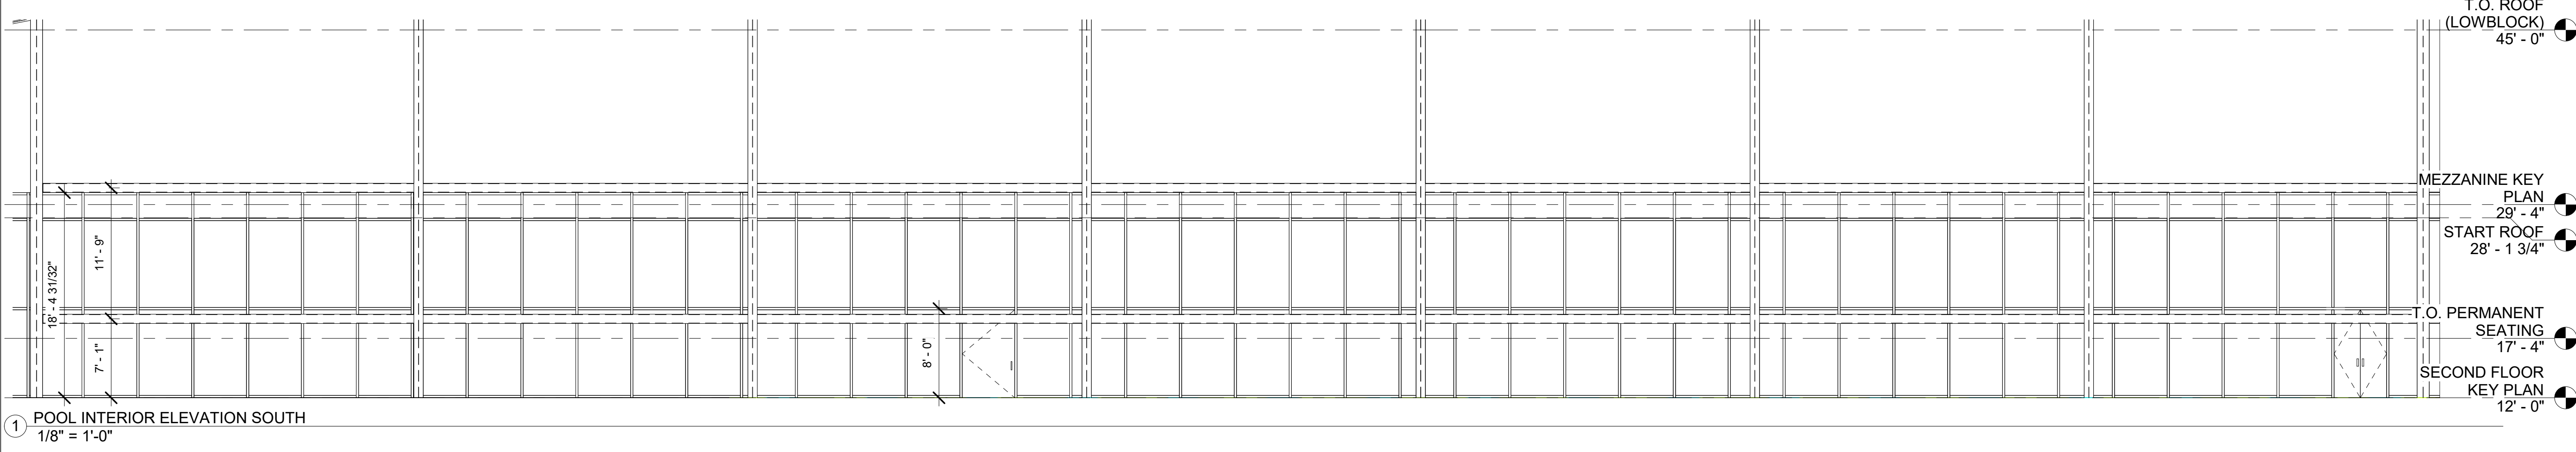 T.O. ROOF
(LOWBLOCK)
45' - 0"
MEZZANINE KEY
PLAN
29' - 4"
START ROOF
28' - 1 3/4"
T.O. PERMANENT
SEATING
17' - 4"
SECOND FLOOR
KEY PLAN
12' - 0"
11' - 9"
18' - 4 31/32"
7' - 1"
8' - 0"
1 POOL INTERIOR ELEVATION SOUTH
1/8" = 1'-0"